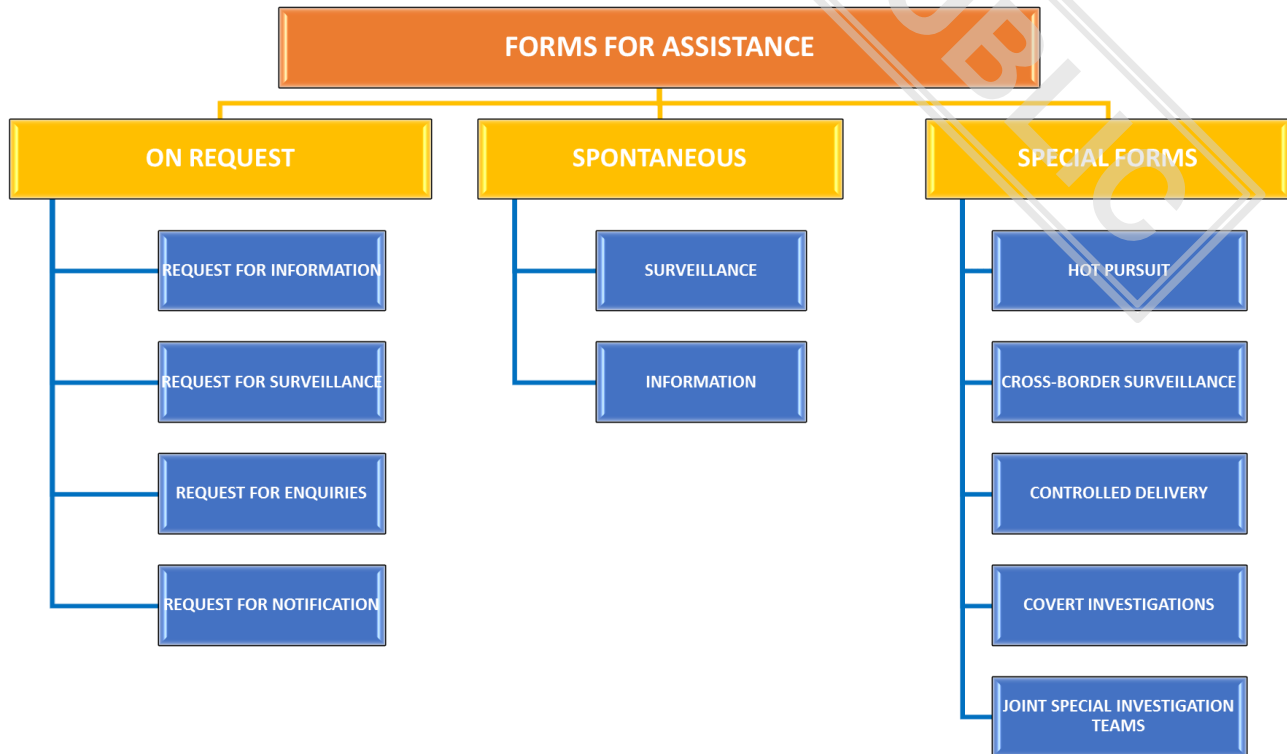 FORMS FOR ASSISTANCE
ON REQUEST
REQUEST FOR INFORMATION
REQUEST FOR SURVEILLANCE
REQUEST FOR ENQUIRIES
REQUEST FOR NOTIFICATION
SPONTANEOUS
SURVEILLANCE
INFORMATION
SPECIAL FORMS
HOT PURSUIT
CROSS-BORDER SURVEILLANCE
CONTROLLED DELIVERY
COVERT INVESTIGATIONS
JOINT SPECIAL INVESTIGATION
TEAMS
UBLIC